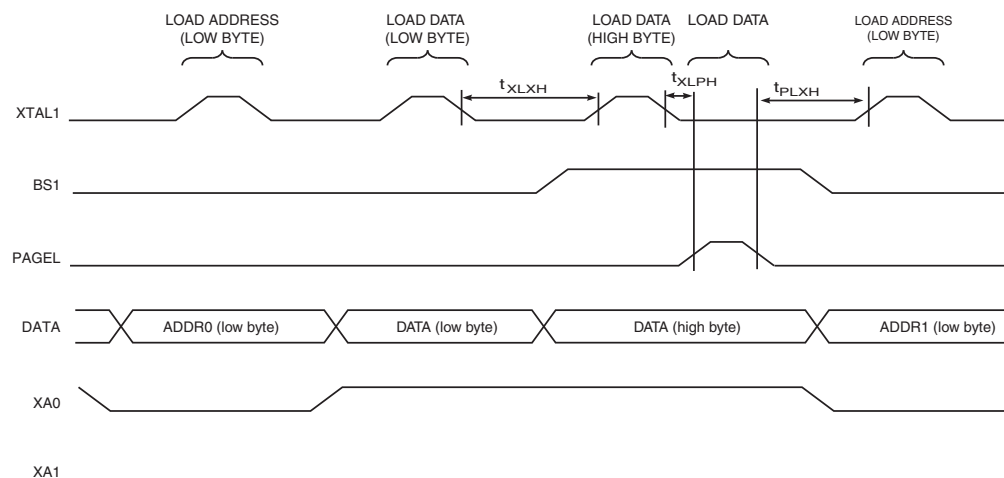 LOAD ADDRESS
(LOW BYTE)
LOAD DATA
(LOW BYTE)
LOAD DATA
(HIGH BYTE)
LOAD DATA
LOAD ADDRESS
(LOW BYTE)
tXLXH
tXLPH
tPLXH
XTAL1
BS1
PAGEL
DATA
ADDR0 (low byte)
DATA (low byte)
DATA (high byte)
ADDR1 (low byte)
XA0
XA1